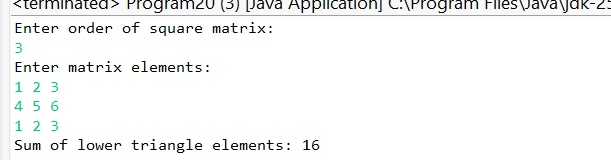 <terminated> Program20 (3) [Java Application] C:\Program Files\Java\jdk-25
Enter order of square matrix:
3
Enter matrix elements:
1 2 3
4 5 6
1 2 3
Sum of lower triangle elements: 16